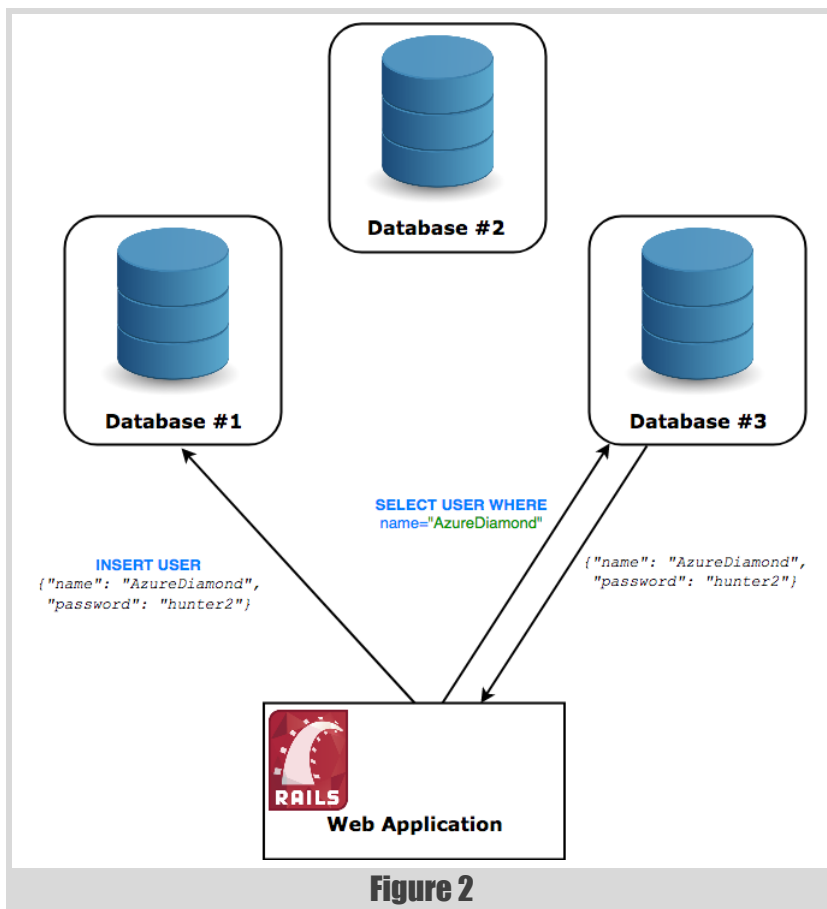 Database #2
Database #1
Database #3
SELECT USER WHERE
name="AzureDiamond"
INSERT USER
{"name": "AzureDiamond",
"password": "hunter2"}
{"name": "AzureDiamond",
"password": "hunter2"}
RAILS
Web Application
Figure 2